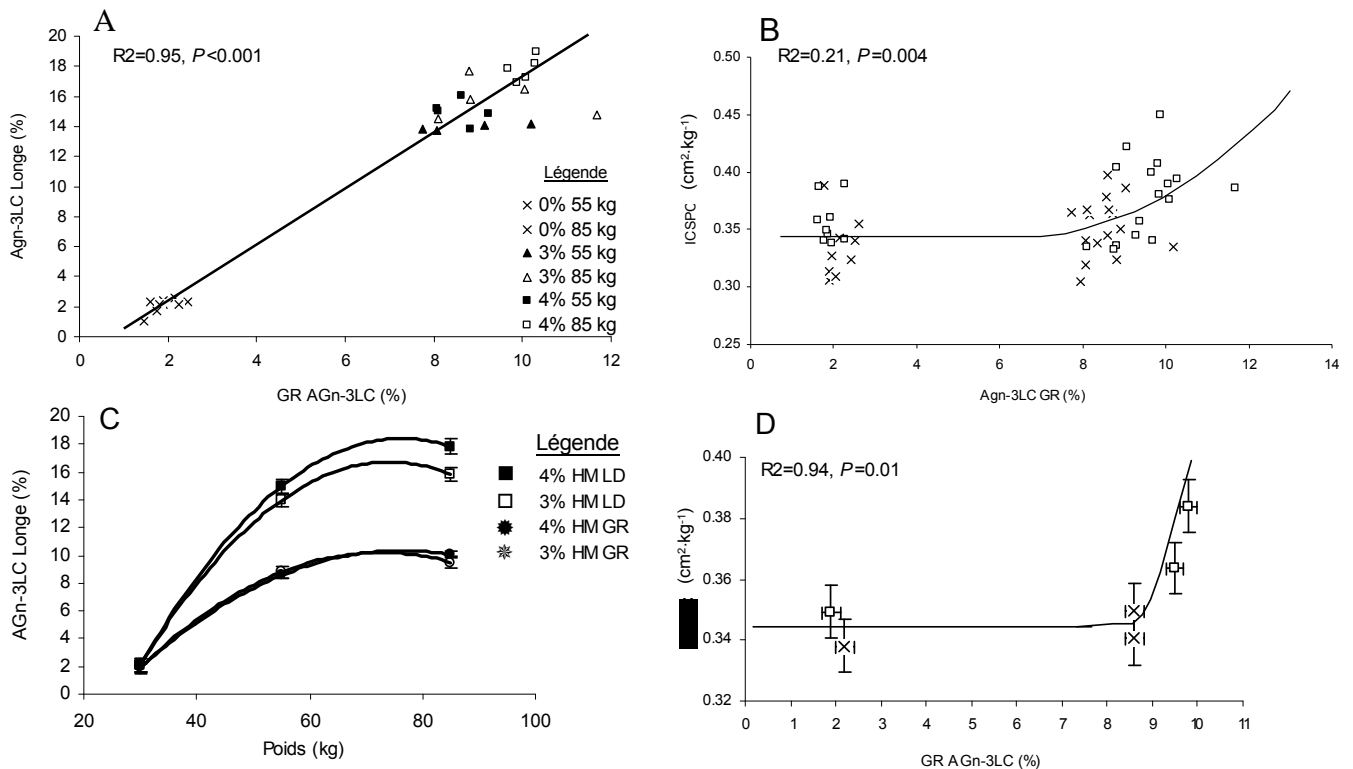 A
R2=0.95, P<0.001
20
18
16
14
12
10
8
6
4
2
0
Agn-3LC Longe (%)
Légende
0% 55 kg
0% 85 kg
3% 55 kg
3% 85 kg
4% 55 kg
4% 85 kg
0 2 4 6 8 10 12
GR AGn-3LC (%)
B
R2=0.21, P=0.004
0.50
0.45
0.40
0.35
0.30
0.25
(cm²·kg⁻¹)
0 2 4 6 8 10 12 14
Agn-3LC GR (%)
C
20
18
16
14
12
10
8
6
4
2
0
AGn-3LC Longe (%)
Légende
4% HM LD
3% HM LD
4% HM GR
3% HM GR
20 40 60 80 100
Poids (kg)
D
R2=0.94, P=0.01
0.40
0.38
0.36
0.34
0.32
(cm²·kg⁻¹)
0 1 2 3 4 5 6 7 8 9 10 11
GR AGn-3LC (%)